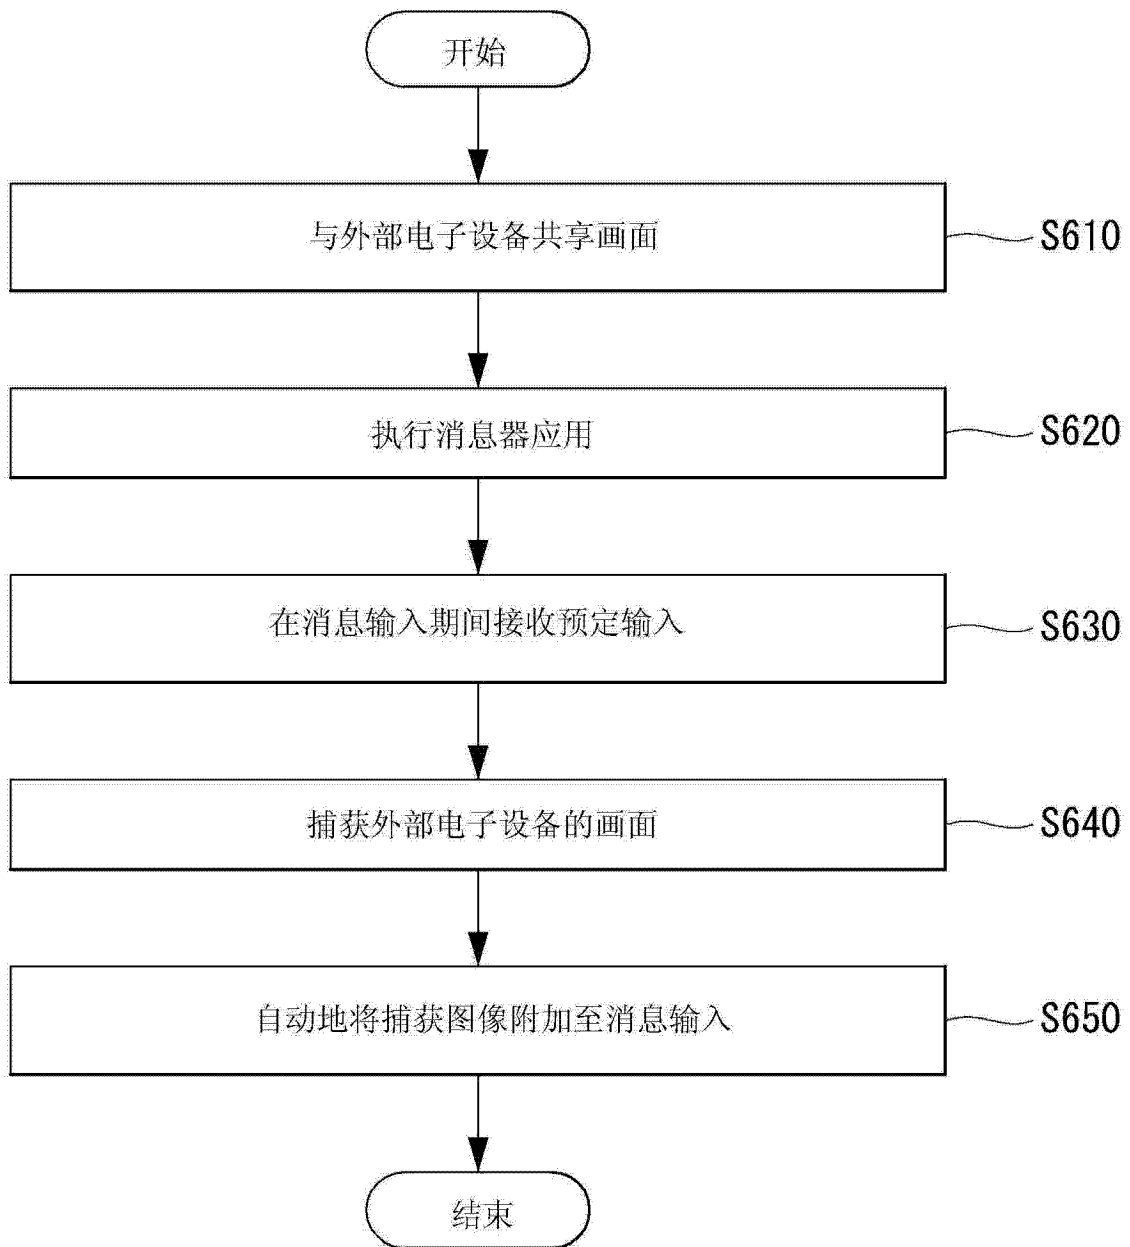 开始
与外部电子设备共享画面
S610
执行消息器应用
S620
在消息输入期间接收预定输入
S630
捕获外部电子设备的画面
S640
自动地将捕获图像附加至消息输入
S650
结束